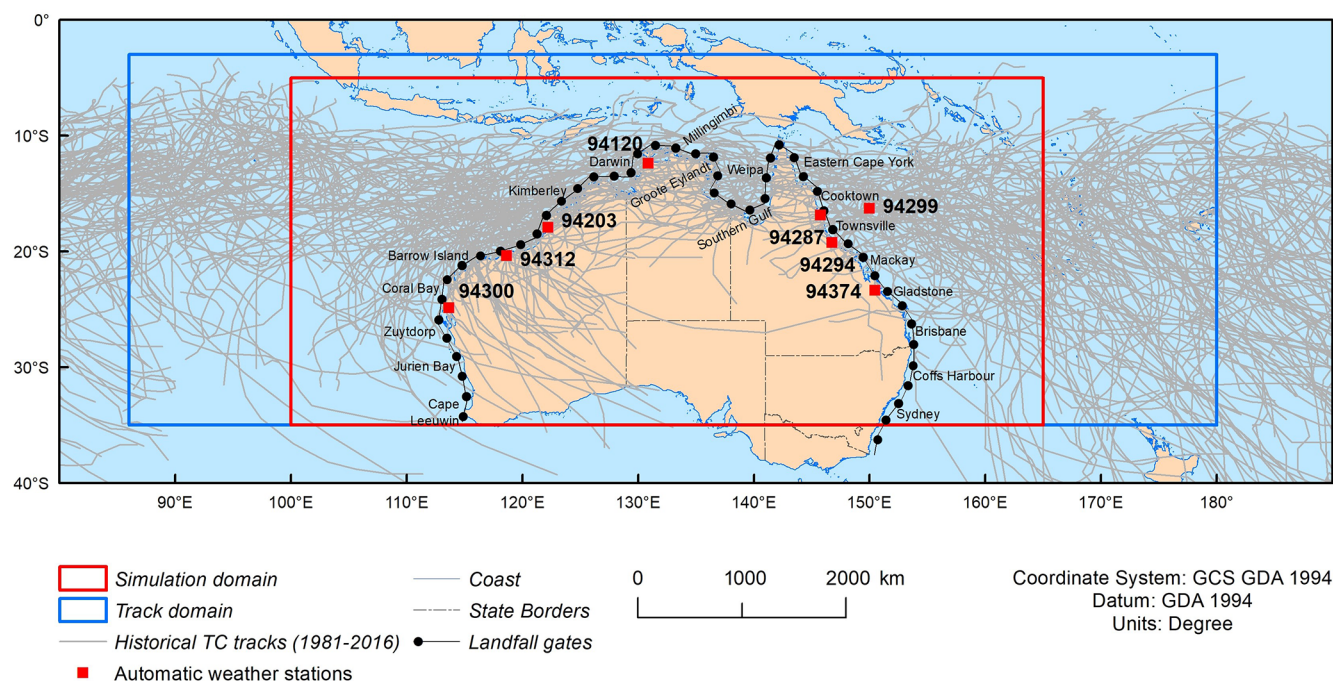 0°
10°S
20°S
30°S
40°S
94120
Darwin
Millingimbi
Groote Eylandt
Weipa
Eastern Cape York
Kimberley
Cooktown
94299
94203
Southern Gulf
94287
Townsville
Barrow Island
94312
94294
Mackay
Coral Bay
94300
94374
Gladstone
Zuytdorp
Brisbane
Jurien Bay
Coffs Harbour
Cape
Leeuwin
Sydney
90°E
100°E
110°E
120°E
130°E
140°E
150°E
160°E
170°E
180°
Simulation domain
Track domain
Historical TC tracks (1981-2016)
Automatic weather stations
Coast
State Borders
Landfall gates
0 1000 2000 km
Coordinate System: GCS GDA 1994
Datum: GDA 1994
Units: Degree